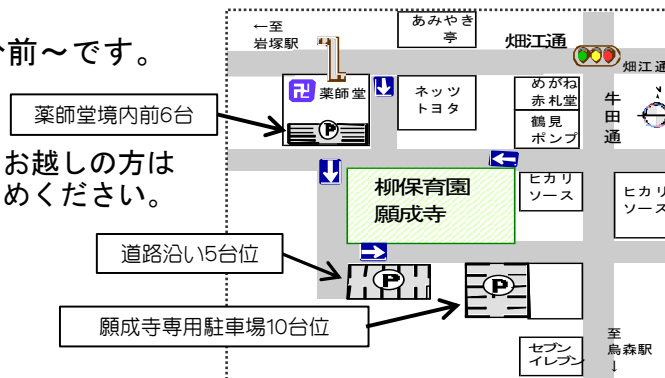 分前～です。
お越しの方は
めください。
薬師堂境内前6台
道路沿い5台位
願成寺専用駐車場10台位
←至
岩塚駅
あみやき
亭
畑江通
畑江通
卍
薬師堂
P
ネッツ
トヨタ
めがね
赤札堂
鶴見
ポンプ
牛
田
通
N
柳保育園
願成寺
ヒカリ
ソース
ヒカリ
ソース
P
P
セブン
イレブン
至
烏森駅
↓